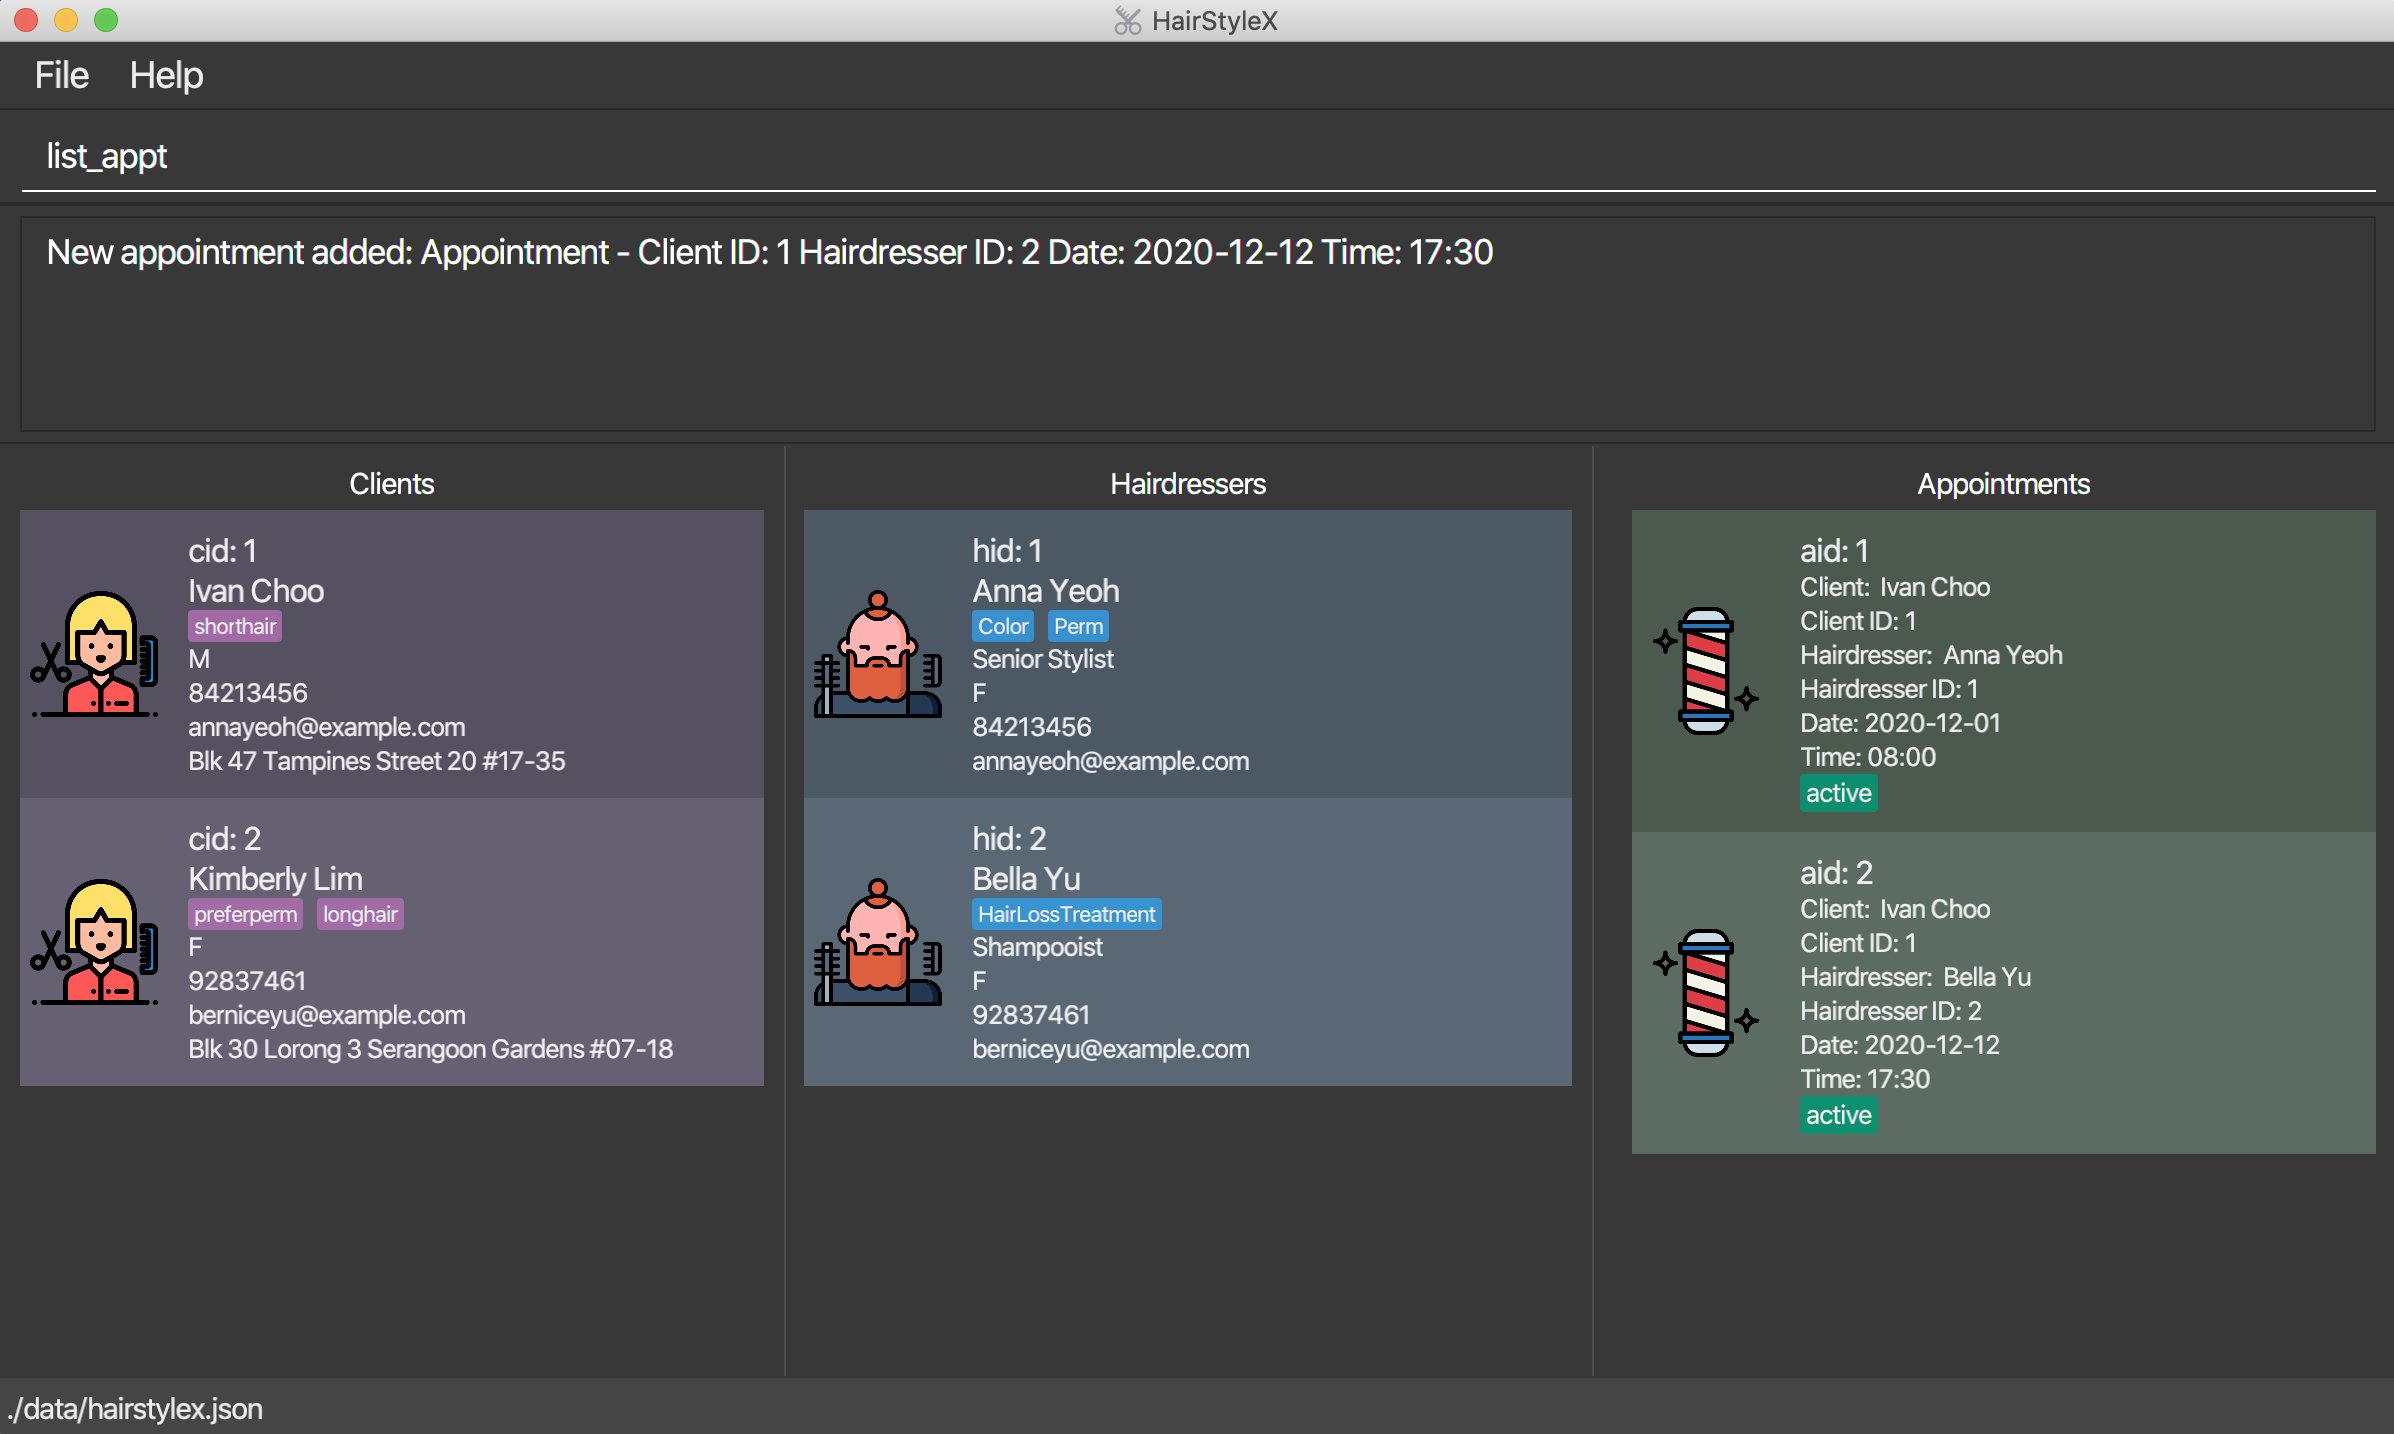 HairStyleX
File Help
list_appt
New appointment added: Appointment - Client ID: 1 Hairdresser ID: 2 Date: 2020-12-12 Time: 17:30
Clients
cid: 1
Ivan Choo
shorthair
M
84213456
annayeoh@example.com
Blk 47 Tampines Street 20 #17-35
cid: 2
Kimberly Lim
preferperm longhair
F
92837461
berniceyu@example.com
Blk 30 Lorong 3 Serangoon Gardens #07-18
Hairdressers
hid: 1
Anna Yeoh
Color Perm
Senior Stylist
F
84213456
annayeoh@example.com
hid: 2
Bella Yu
HairLossTreatment
Shampooist
F
92837461
berniceyu@example.com
Appointments
aid: 1
Client: Ivan Choo
Client ID: 1
Hairdresser: Anna Yeoh
Hairdresser ID: 1
Date: 2020-12-01
Time: 08:00
active
aid: 2
Client: Ivan Choo
Client ID: 1
Hairdresser: Bella Yu
Hairdresser ID: 2
Date: 2020-12-12
Time: 17:30
active
./data/hairstylex.json